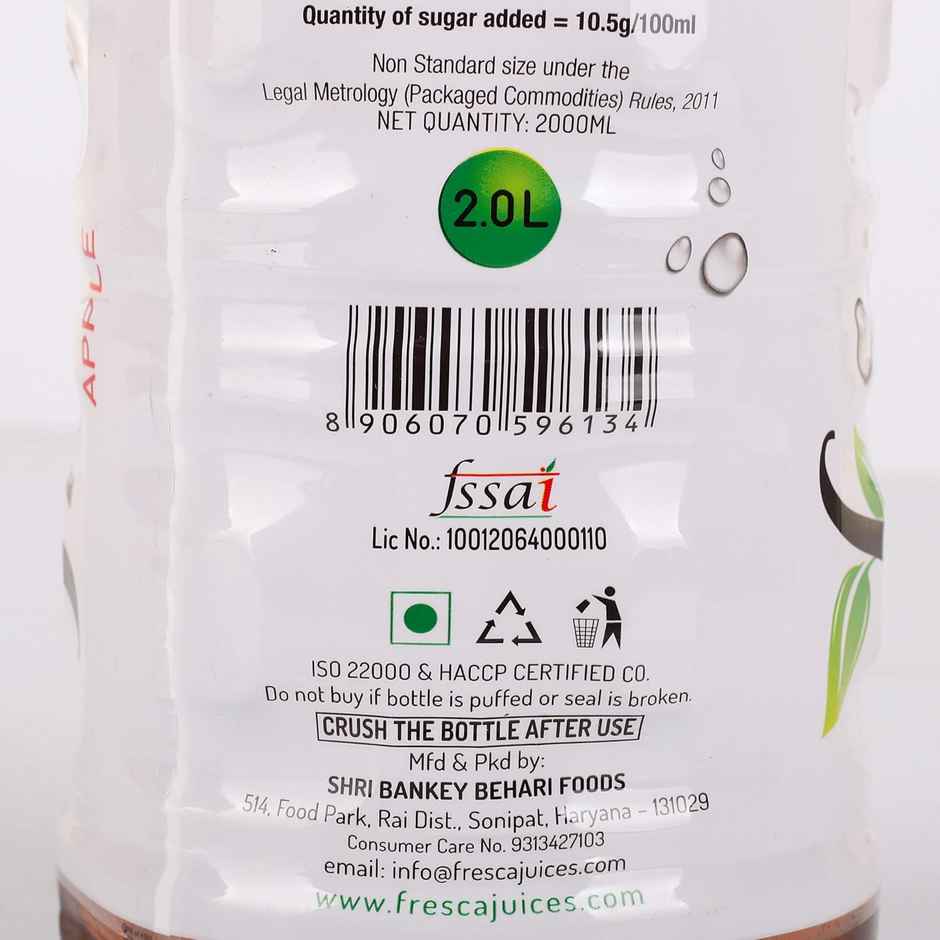 Quantity of sugar added = 10.5g/100ml
Non Standard size under the
Legal Metrology (Packaged Commodities) Rules, 2011
NET QUANTITY: 2000ML
2.0 L
APPLE
8 906070 596134
fssai
Lic No.: 10012064000110
ISO 22000 & HACCP CERTIFIED CO.
Do not buy if bottle is puffed or seal is broken.
CRUSH THE BOTTLE AFTER USE
Mfd & Pkd by:
SHRI BANKEY BEHARI FOODS
514, Food Park, Rai Dist., Sonipat, Haryana - 131029
Consumer Care No. 9313427103
email: info@frescajuices.com
www.frescajuices.com